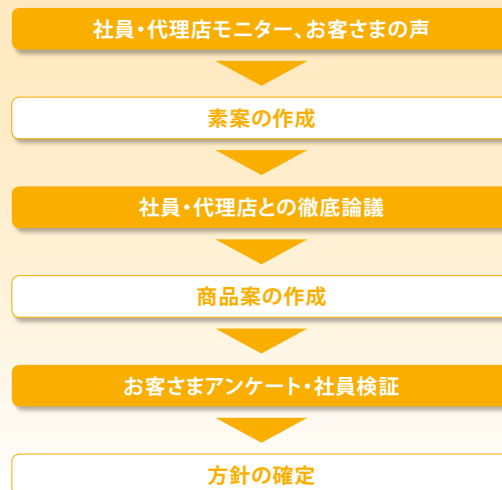 社員・代理店モニター、お客さまの声
素案の作成
社員・代理店との徹底論議
商品案の作成
お客さまアンケート・社員検証
方針の確定